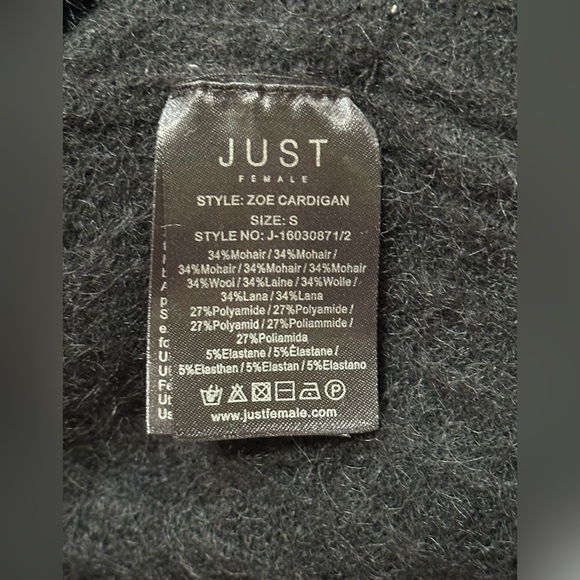 JUST
FEMALE
STYLE: ZOE CARDIGAN
SIZE: S
STYLE NO: J-16030871/2
34%Mohair / 34%Mohair /
34%Mohair / 34%Mohair / 34%Mohair
34%Wool / 34%Laine / 34%Wolle /
34%Lana / 34%Lana
27%Polyamide / 27%Polyamide /
27%Polyamid / 27%Poliammide /
27%Poliamida
5%Elastane / 5%Élastane /
5%Elasthan / 5%Elastan / 5%Elastano
www.justfemale.com